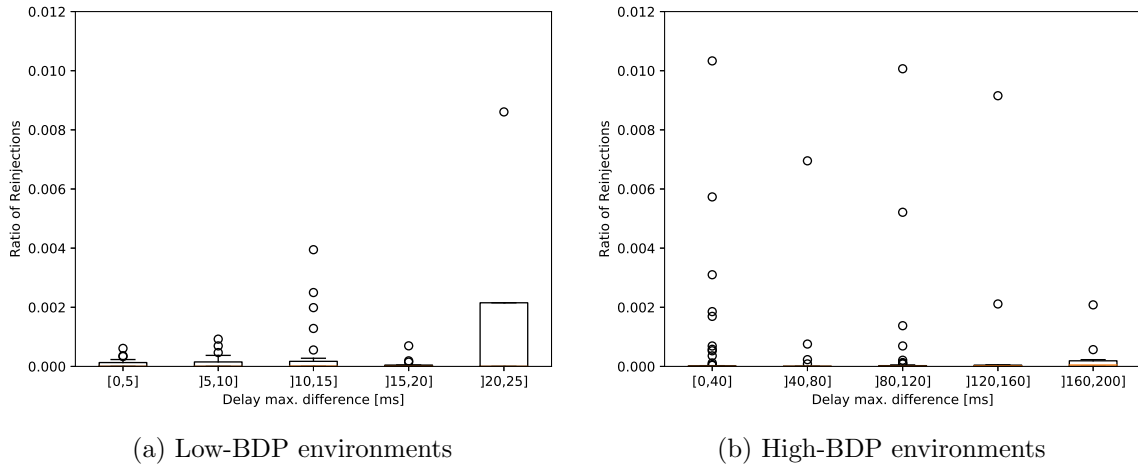 0.012
0.010
0.008
0.006
0.004
0.002
0.000
Ratio of Reinjections
[0,5] ]5,10] ]10,15] ]15,20] ]20,25]
Delay max. difference [ms]
(a) Low-BDP environments
0.012
0.010
0.008
0.006
0.004
0.002
0.000
Ratio of Reinjections
[0,40] ]40,80] ]80,120] ]120,160] ]160,200]
Delay max. difference [ms]
(b) High-BDP environments